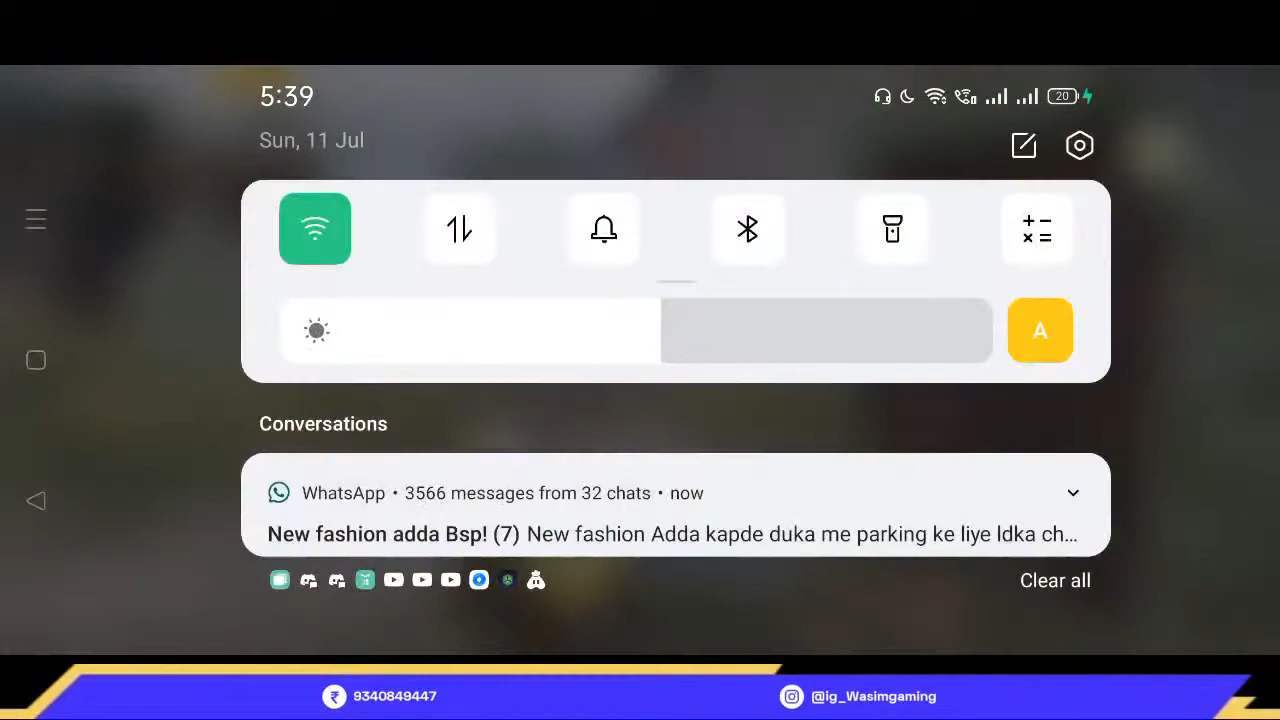 5:39
20
Sun, 11 Jul
A
Conversations
WhatsApp • 3566 messages from 32 chats • now
New fashion adda Bsp! (7) New fashion Adda kapde duka me parking ke liye ldka ch...
Clear all
₹ 9340849447
@ig_Wasimgaming